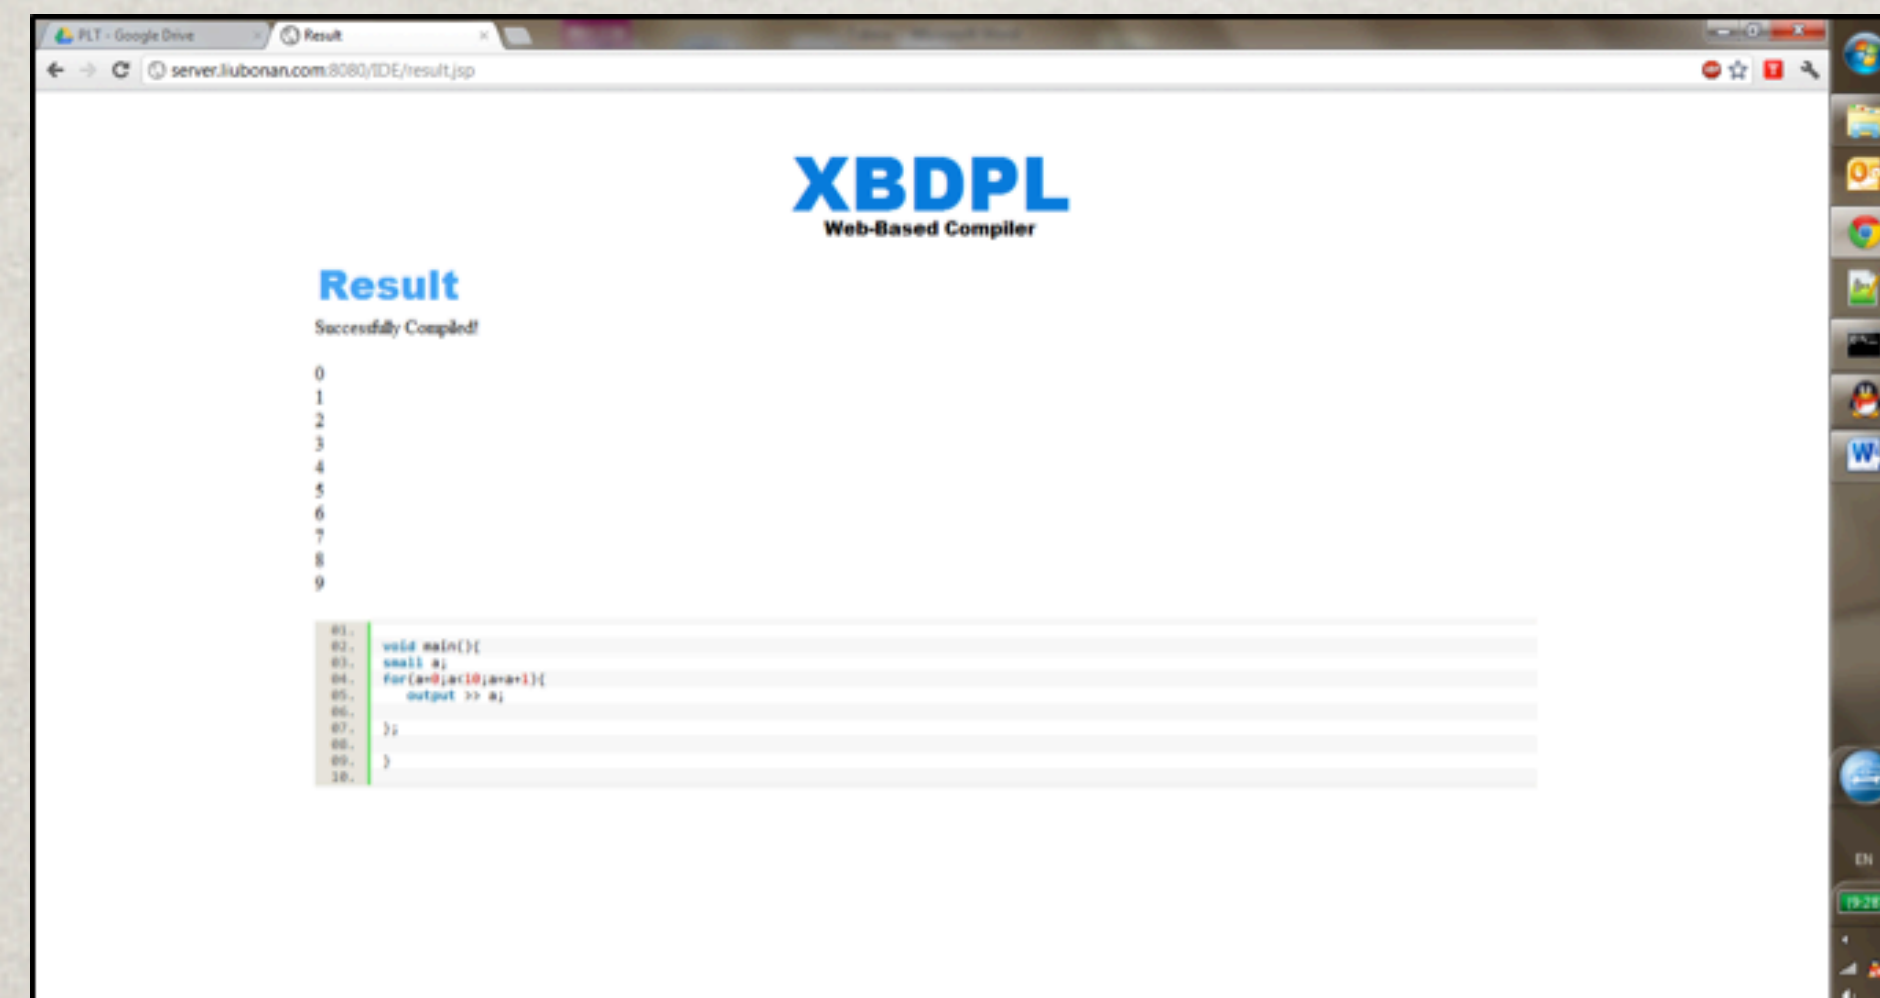 PLT - Google Drive
Result
server.liubonan.com:8080/IDE/result.jsp
XBDPL
Web-Based Compiler
Result
Successfully Compiled!
0
1
2
3
4
5
6
7
8
9
01.
02. void main(){
03. small a;
04. for(a=0;a<10;a=a+1){
05. output >> a;
06.
07. };
08.
09. }
10.
W
EN